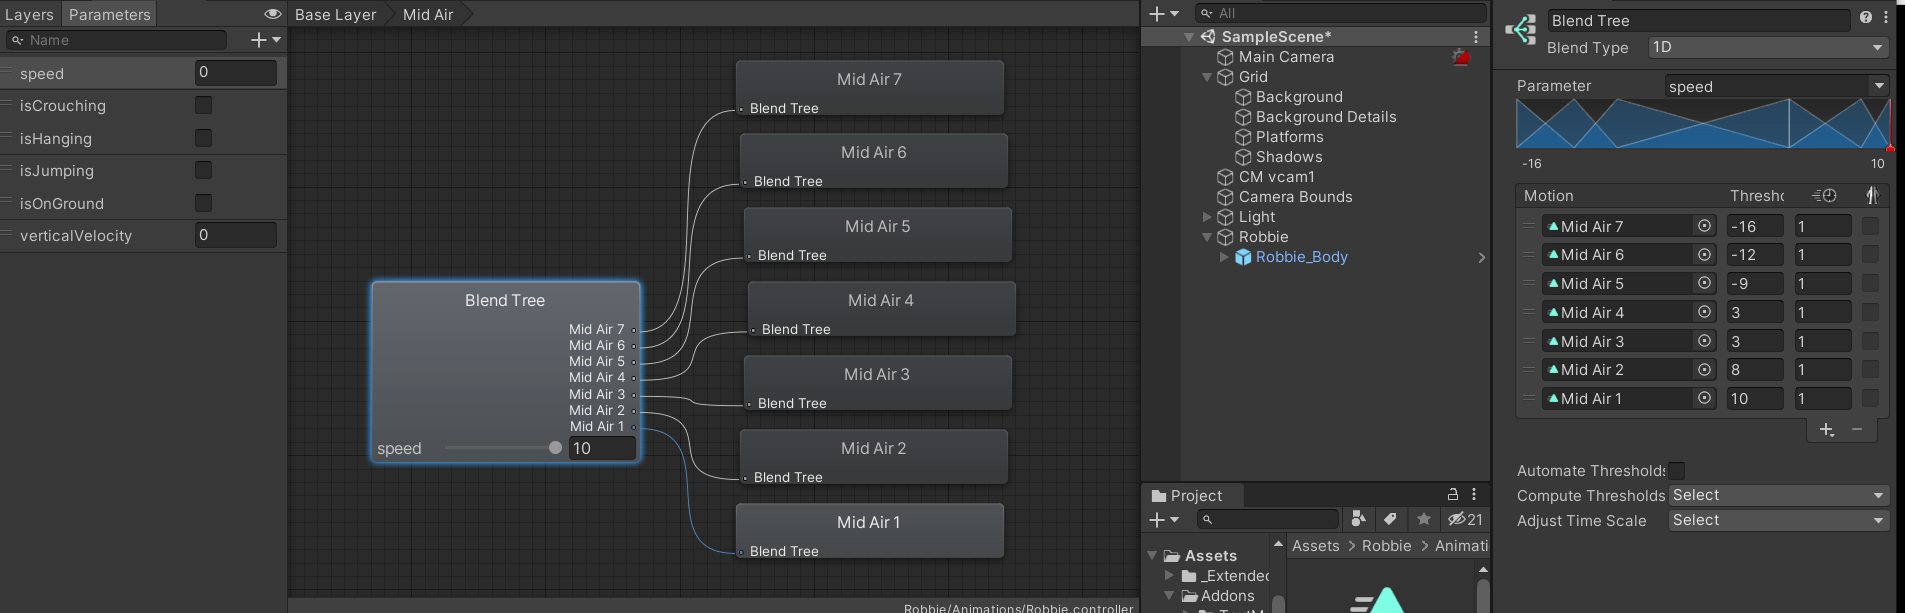 Layers Parameters
Name
speed 0
isCrouching
isHanging
isJumping
isOnGround
verticalVelocity 0
Base Layer Mid Air
Mid Air 7
Blend Tree
Mid Air 6
Blend Tree
Mid Air 5
Blend Tree
Mid Air 4
Blend Tree
Mid Air 3
Blend Tree
Mid Air 2
Blend Tree
Mid Air 1
Blend Tree
Blend Tree
Mid Air 7
Mid Air 6
Mid Air 5
Mid Air 4
Mid Air 3
Mid Air 2
Mid Air 1
speed 10
Robbie/Animations/Robbie.controller
All
SampleScene*
Main Camera
Grid
Background
Background Details
Platforms
Shadows
CM vcam1
Camera Bounds
Light
Robbie
Robbie_Body
Project
21
Assets
_Extended
Addons
Assets > Robbie > Animati
Blend Tree
Blend Type 1D
Parameter speed
-16 10
Motion Thresho
Mid Air 7 -16 1
Mid Air 6 -12 1
Mid Air 5 -9 1
Mid Air 4 3 1
Mid Air 3 3 1
Mid Air 2 8 1
Mid Air 1 10 1
Automate Thresholds
Compute Thresholds Select
Adjust Time Scale Select